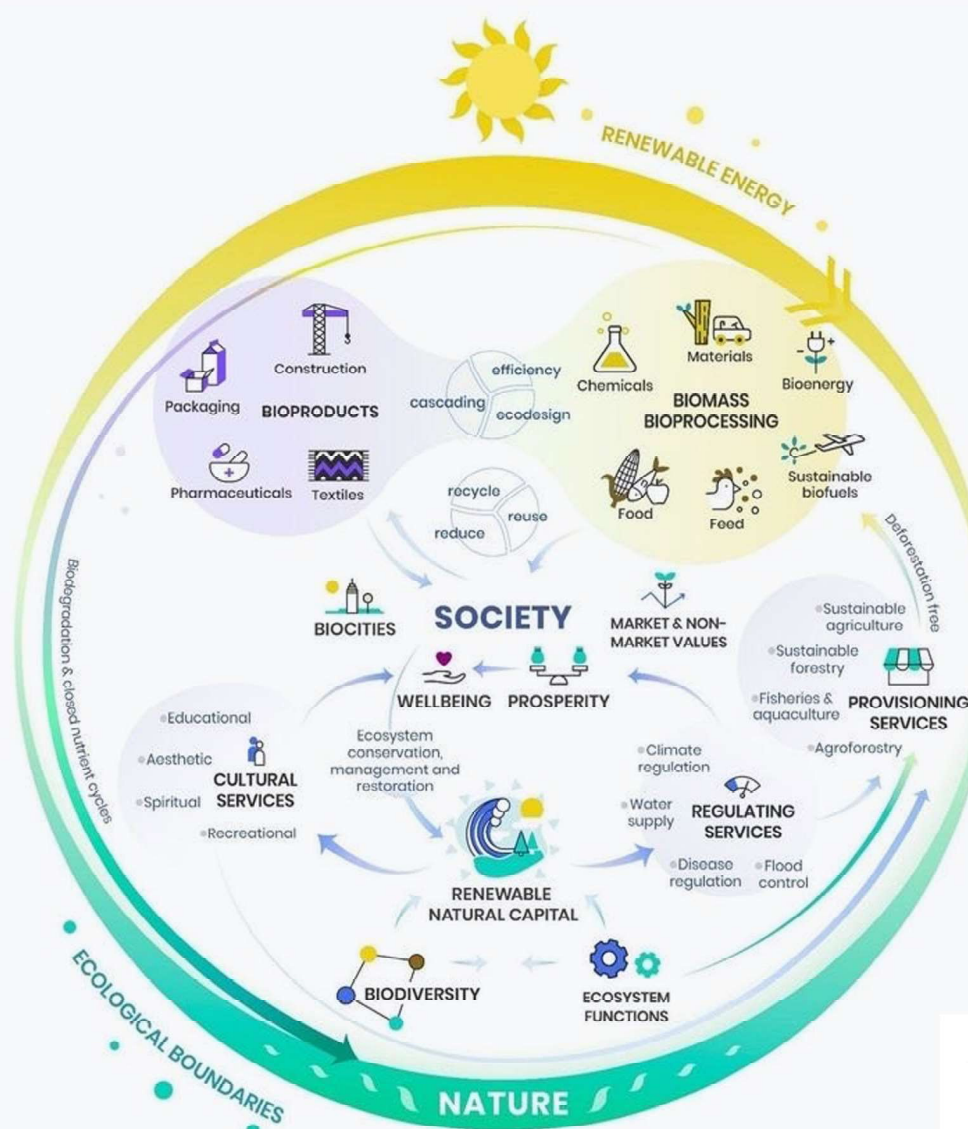 RENEWABLE ENERGY
Construction
Packaging
BIOPRODUCTS
Pharmaceuticals
Textiles
efficiency
cascading
ecodesign
Chemicals
Materials
BIOMASS
BIOPROCESSING
Bioenergy
Food
Feed
Sustainable
biofuels
recycle
reuse
reduce
Deforestation free
Biodegradation & closed nutrient cycles
BIOCITIES
SOCIETY
MARKET & NON-
MARKET VALUES
WELLBEING
PROSPERITY
Sustainable
agriculture
Sustainable
forestry
Fisheries &
aquaculture
PROVISIONING
SERVICES
Agroforestry
Educational
Aesthetic
CULTURAL
SERVICES
Spiritual
Recreational
Ecosystem
conservation,
management and
restoration
Climate
regulation
Water
supply
REGULATING
SERVICES
Disease
regulation
Flood
control
RENEWABLE
NATURAL CAPITAL
BIODIVERSITY
ECOSYSTEM
FUNCTIONS
ECOLOGICAL BOUNDARIES
NATURE